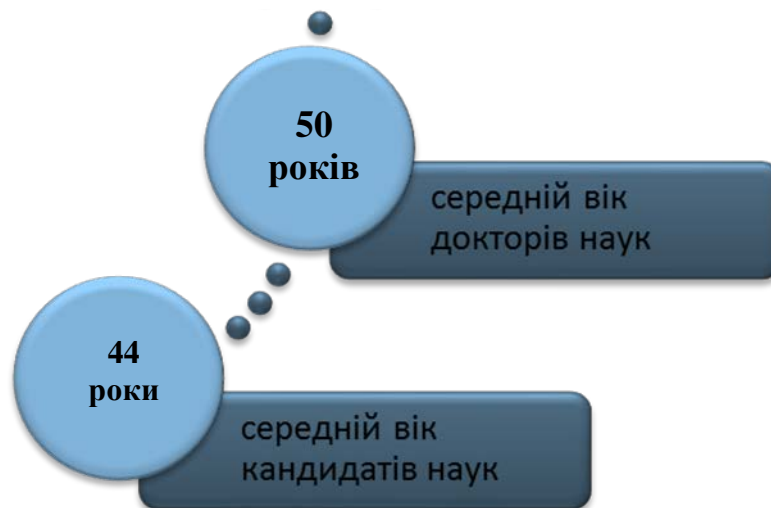 50
років
середній вік
докторів наук
44
роки
середній вік
кандидатів наук